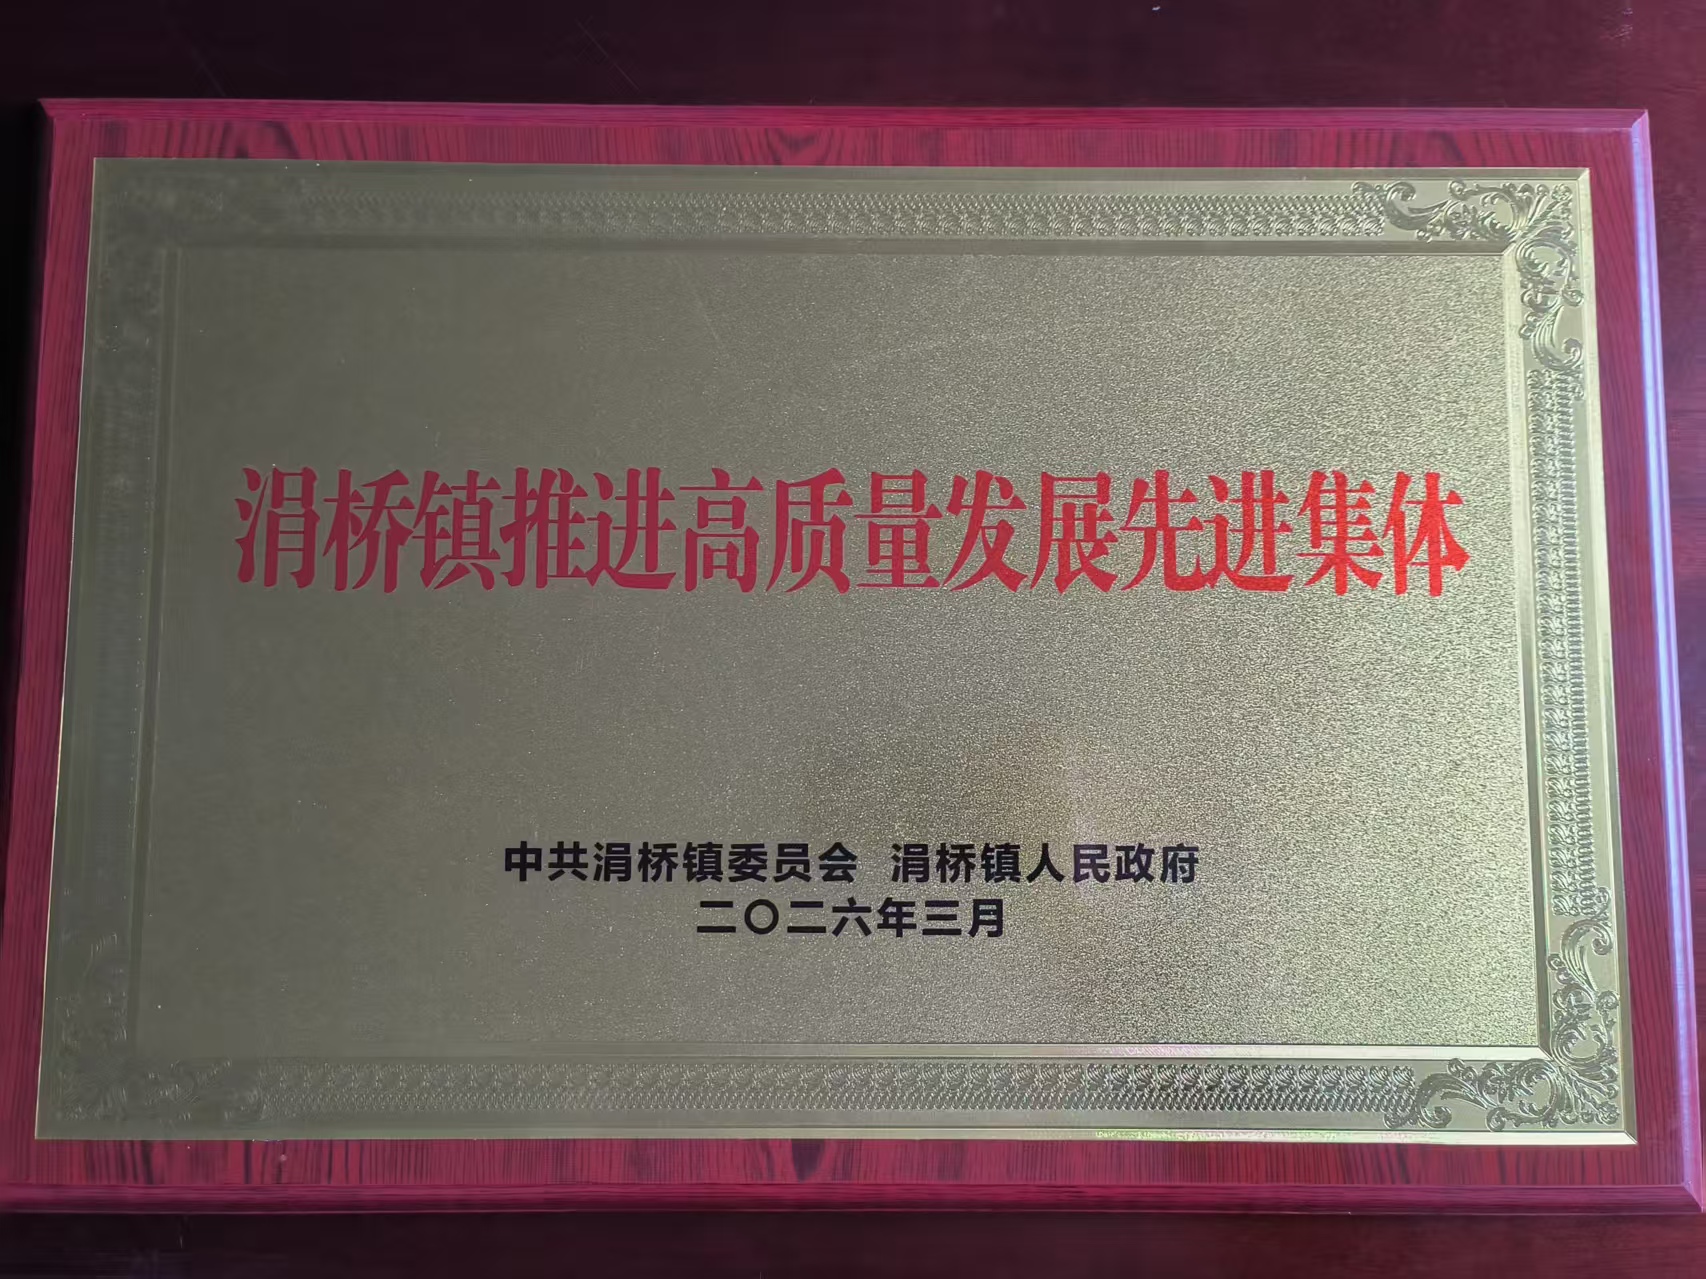 涓桥镇推进高质量发展先进集体
中共涓桥镇委员会 涓桥镇人民政府
二〇二六年三月